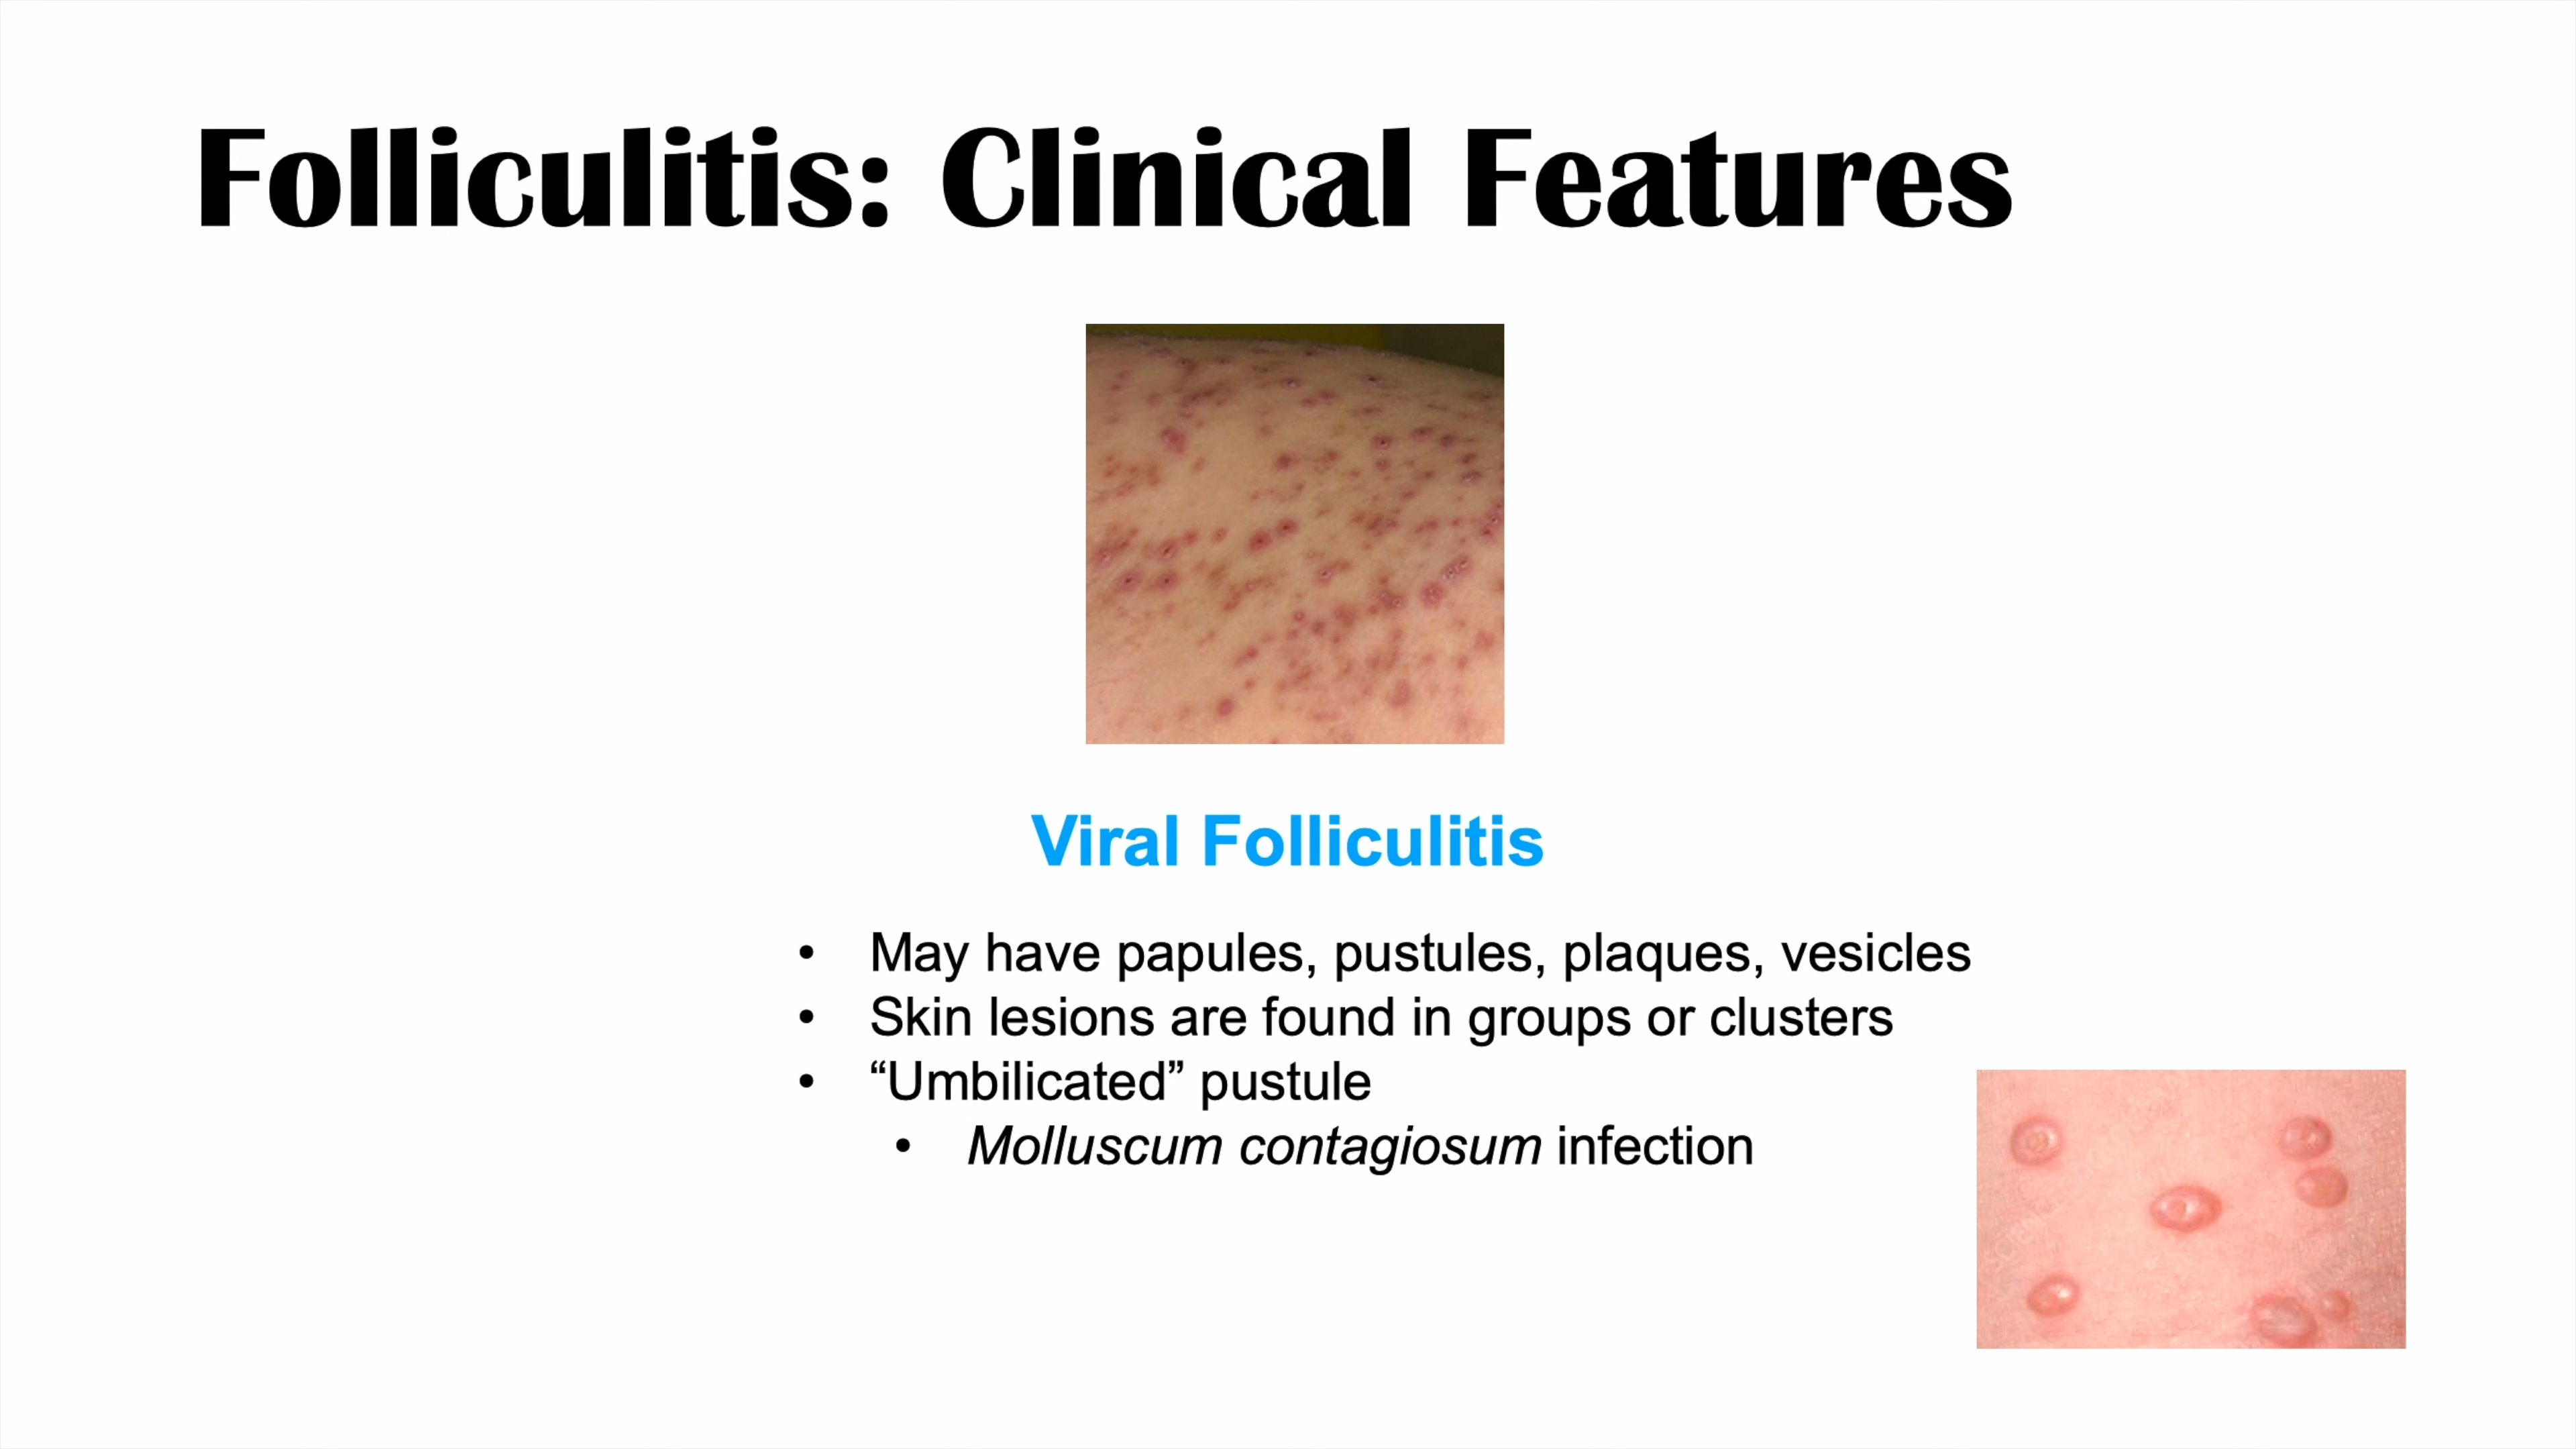 Folliculitis: Clinical Features
Viral Folliculitis
• May have papules, pustules, plaques, vesicles
• Skin lesions are found in groups or clusters
• “Umbilicated” pustule
• Molluscum contagiosum infection